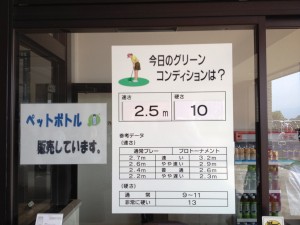 今日のグリーン
コンディションは？
速さ
2.5 m
硬さ
10
ペットボトル
販売しています。
参考データ
(速さ)
通常プレー プロトーナメント
2.7m 速い 3.2m
2.6m やや速い 2.9m
2.4m 普通 2.6m
2.2m やや遅い 2.3m
(硬さ)
通常 9～11
非常に硬い 13